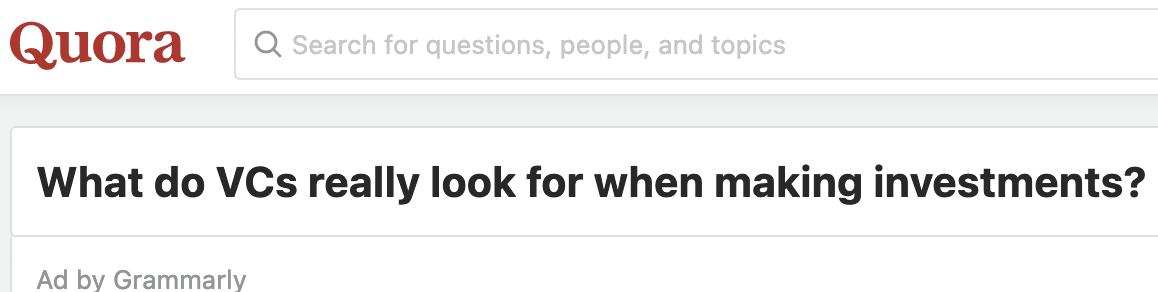 Quora
Search for questions, people, and topics
What do VCs really look for when making investments?
Ad by Grammarly